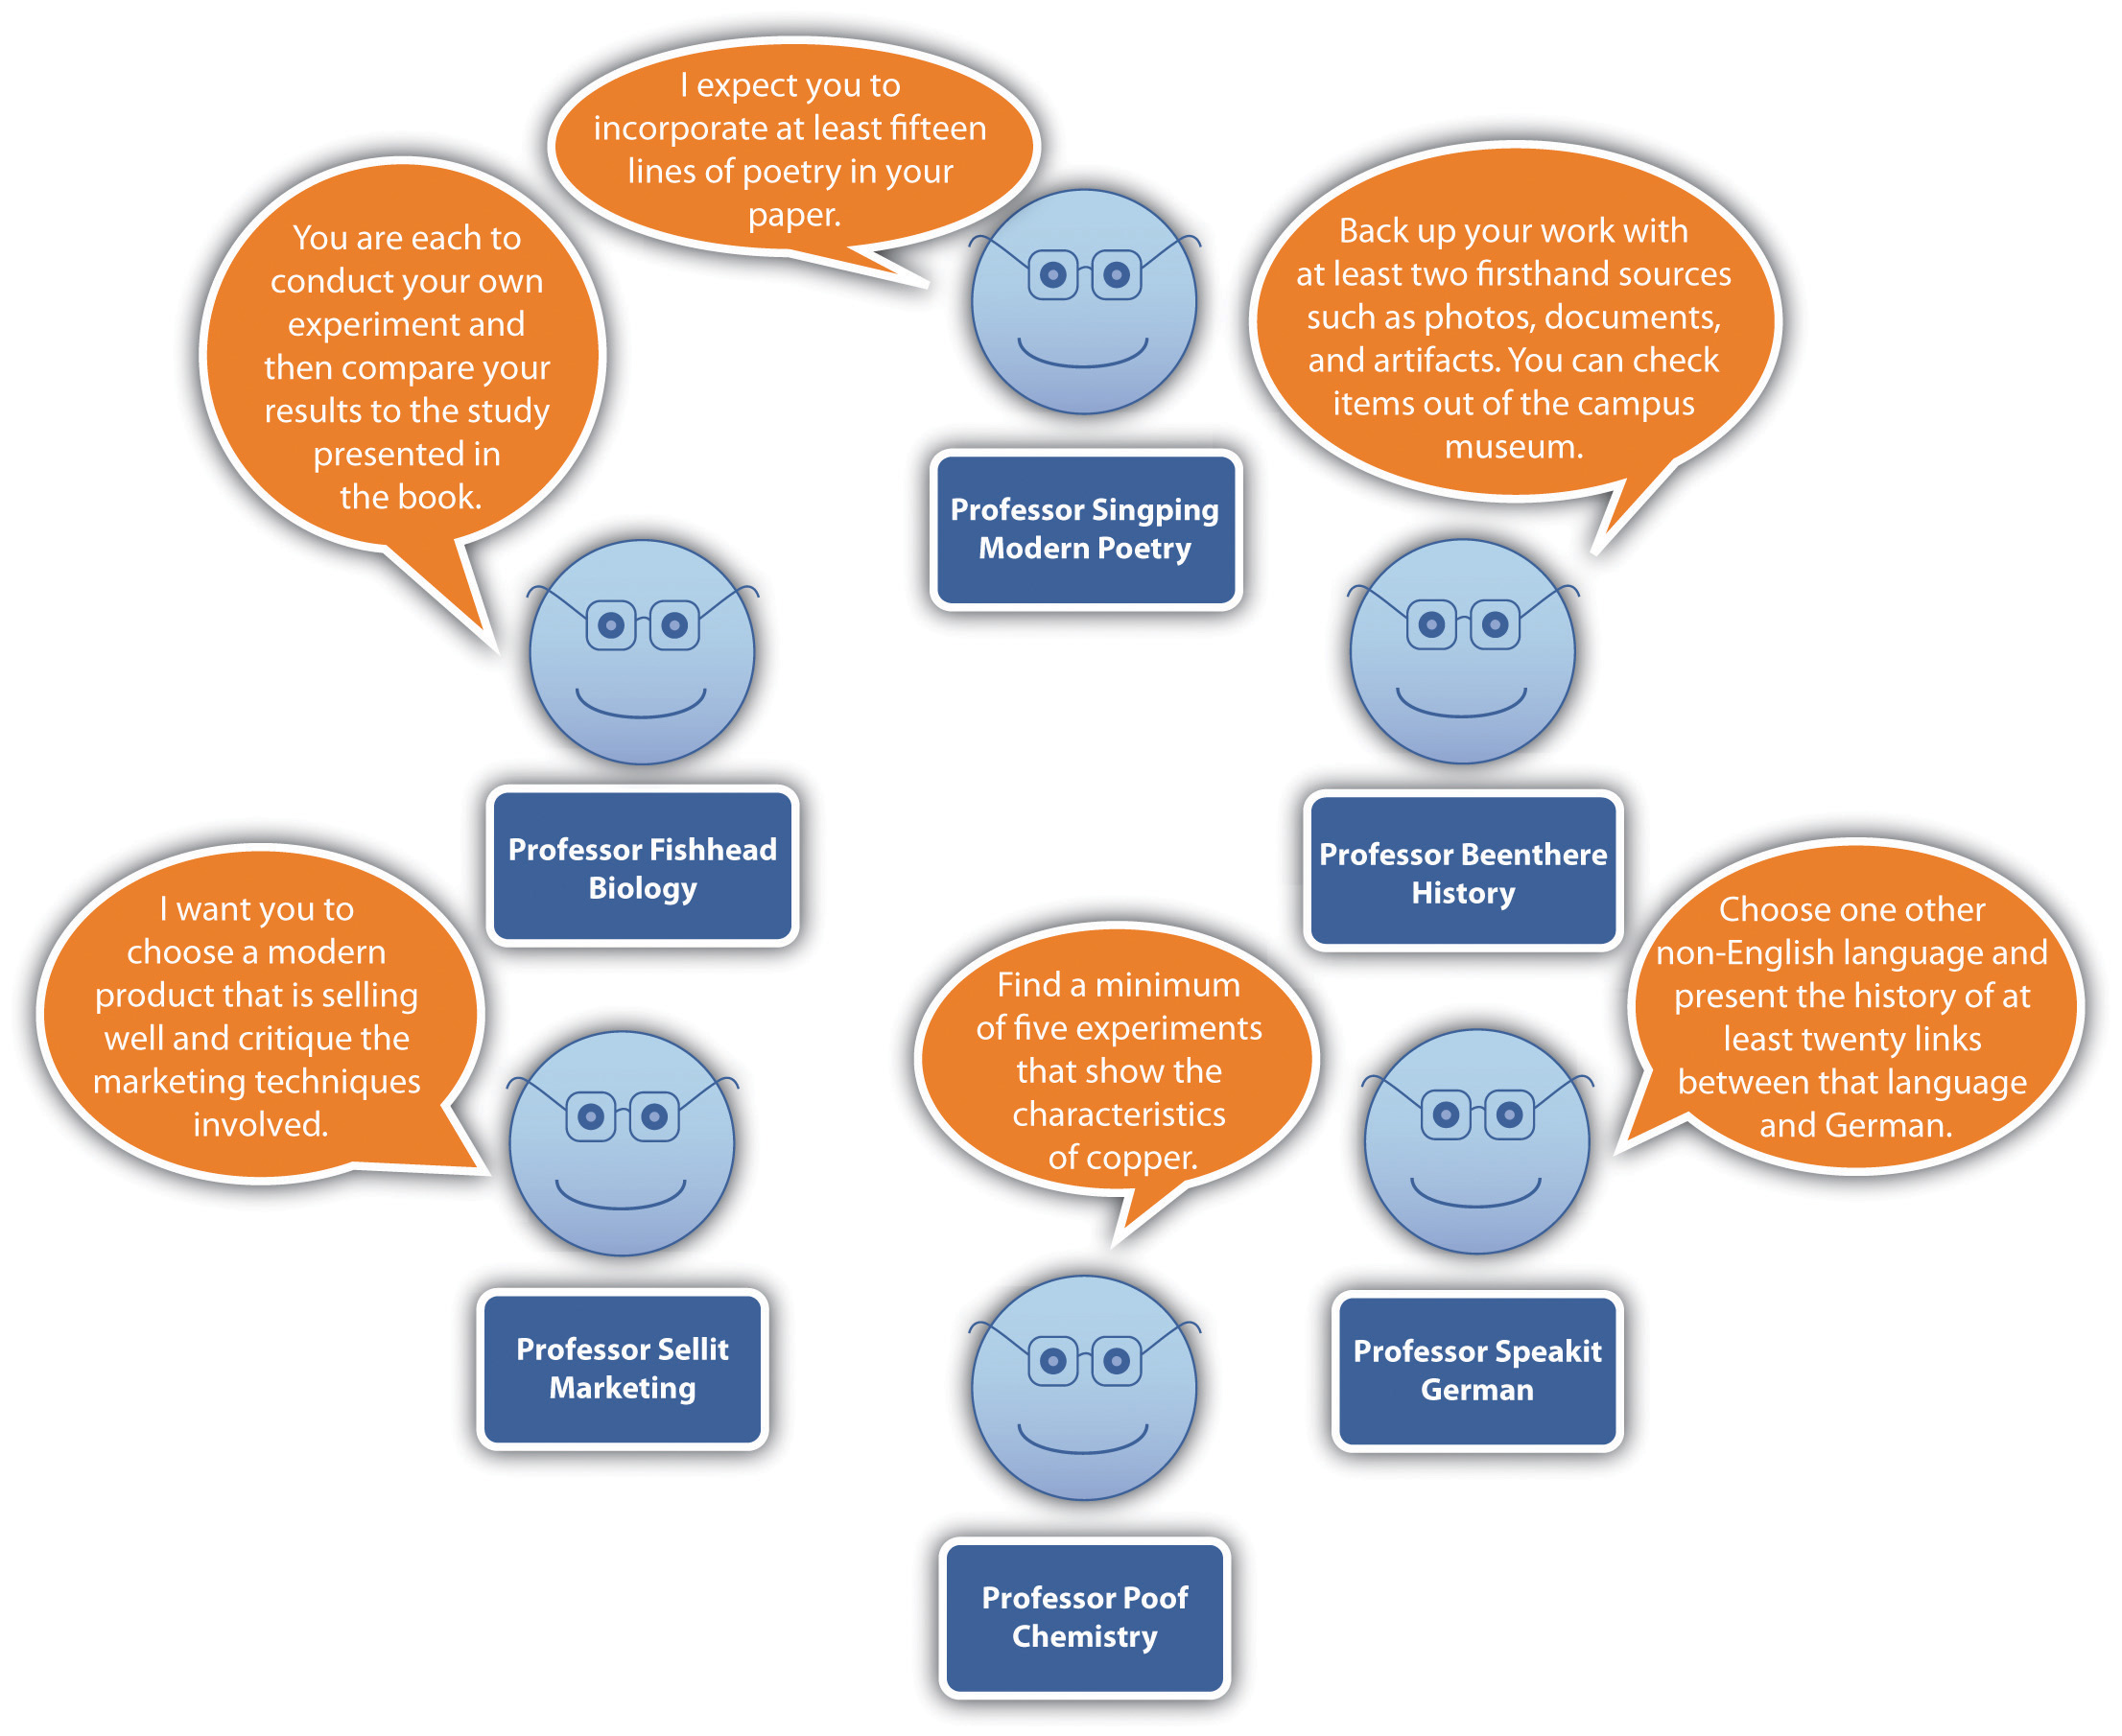 I expect you to
incorporate at least fifteen
lines of poetry in your
paper.
Professor Singping
Modern Poetry
You are each to
conduct your own
experiment and
then compare your
results to the study
presented in
the book.
Professor Fishhead
Biology
Back up your work with
at least two firsthand sources
such as photos, documents,
and artifacts. You can check
items out of the campus
museum.
Professor Beenthere
History
I want you to
choose a modern
product that is selling
well and critique the
marketing techniques
involved.
Professor Sellit
Marketing
Find a minimum
of five experiments
that show the
characteristics
of copper.
Professor Poof
Chemistry
Choose one other
non-English language and
present the history of at
least twenty links
between that language
and German.
Professor Speakit
German